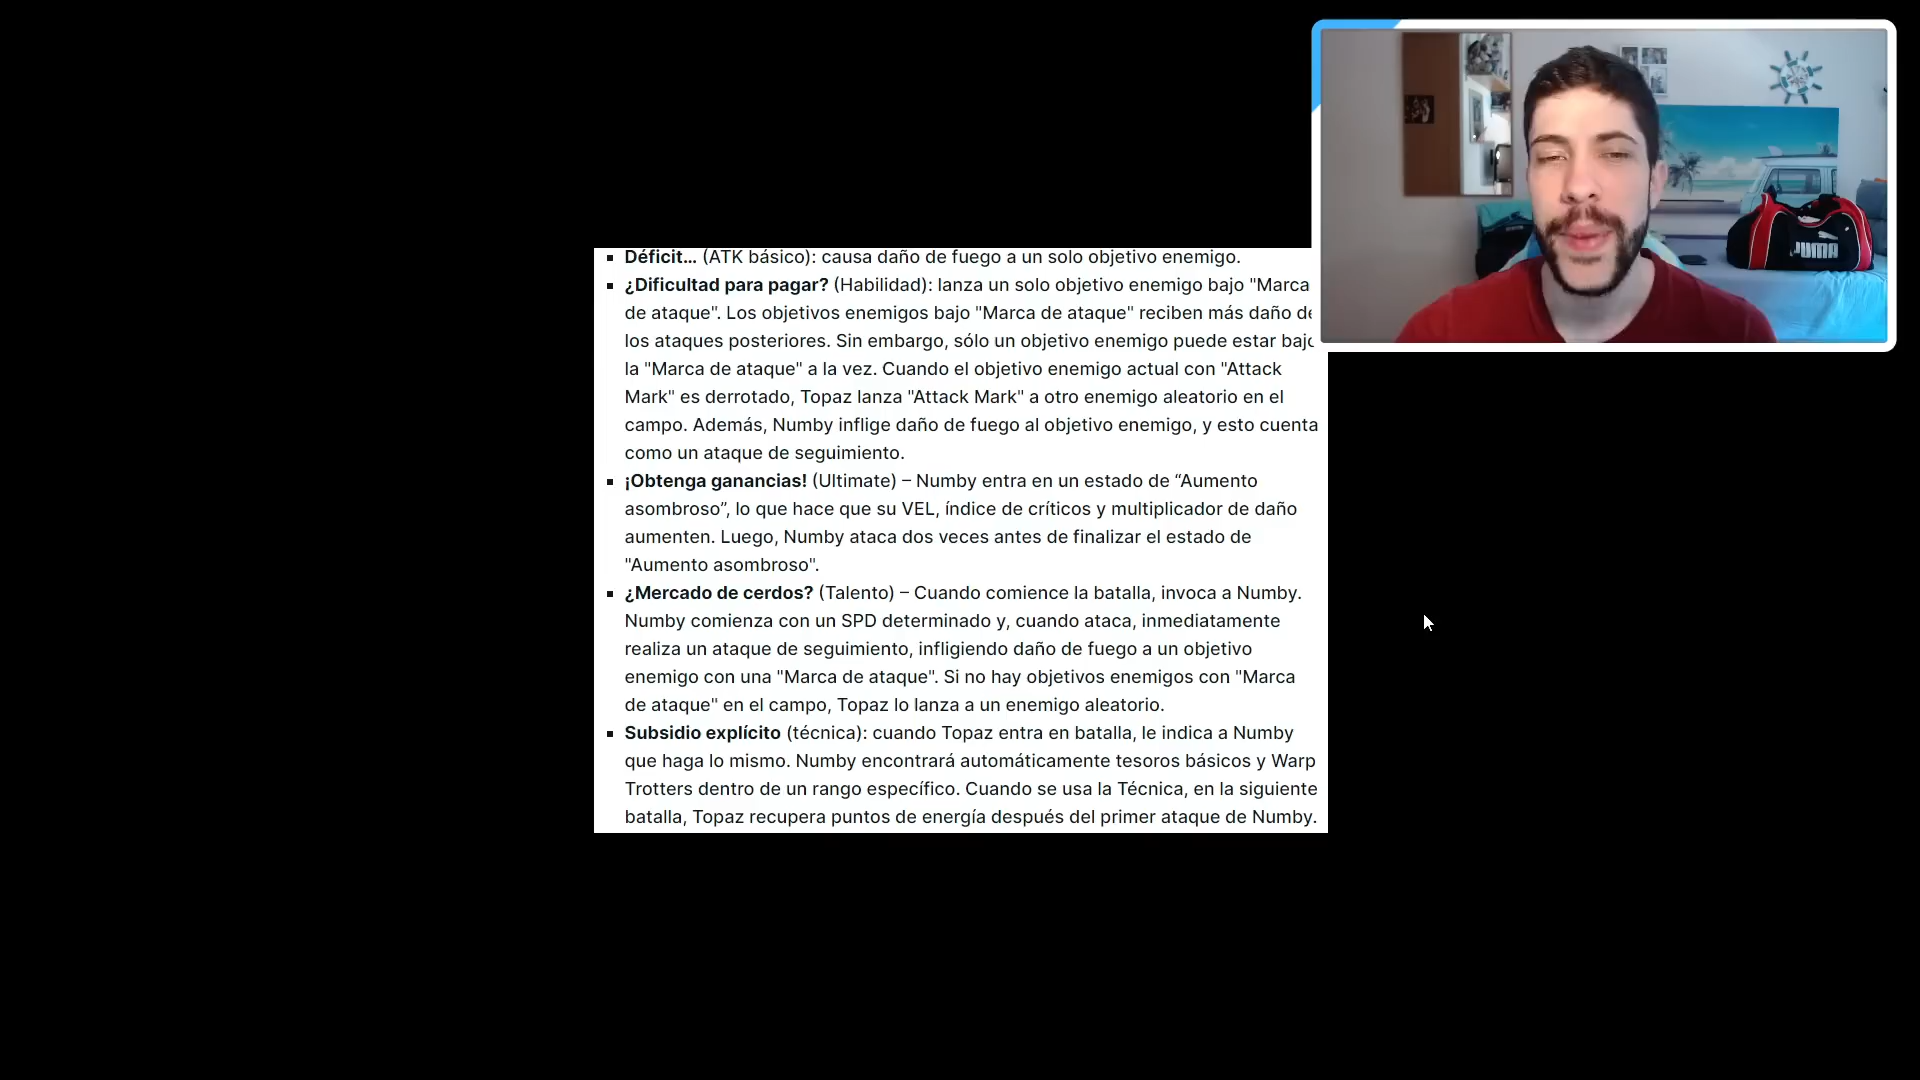 Déficit... (ATK básico): causa daño de fuego a un solo objetivo enemigo.
¿Dificultad para pagar? (Habilidad): lanza un solo objetivo enemigo bajo "Marca
de ataque". Los objetivos enemigos bajo "Marca de ataque" reciben más daño de
los ataques posteriores. Sin embargo, sólo un objetivo enemigo puede estar bajo
la "Marca de ataque" a la vez. Cuando el objetivo enemigo actual con "Attack
Mark" es derrotado, Topaz lanza "Attack Mark" a otro enemigo aleatorio en el
campo. Además, Numby inflige daño de fuego al objetivo enemigo, y esto cuenta
como un ataque de seguimiento.
¡Obtenga ganancias! (Ultimate) – Numby entra en un estado de “Aumento
asombroso”, lo que hace que su VEL, índice de críticos y multiplicador de daño
aumenten. Luego, Numby ataca dos veces antes de finalizar el estado de
"Aumento asombroso".
¿Mercado de cerdos? (Talento) – Cuando comience la batalla, invoca a Numby.
Numby comienza con un SPD determinado y, cuando ataca, inmediatamente
realiza un ataque de seguimiento, infligiendo daño de fuego a un objetivo
enemigo con una "Marca de ataque". Si no hay objetivos enemigos con "Marca
de ataque" en el campo, Topaz lo lanza a un enemigo aleatorio.
Subsidio explícito (técnica): cuando Topaz entra en batalla, le indica a Numby
que haga lo mismo. Numby encontrará automáticamente tesoros básicos y Warp
Trotters dentro de un rango específico. Cuando se usa la Técnica, en la siguiente
batalla, Topaz recupera puntos de energía después del primer ataque de Numby.
PUMA